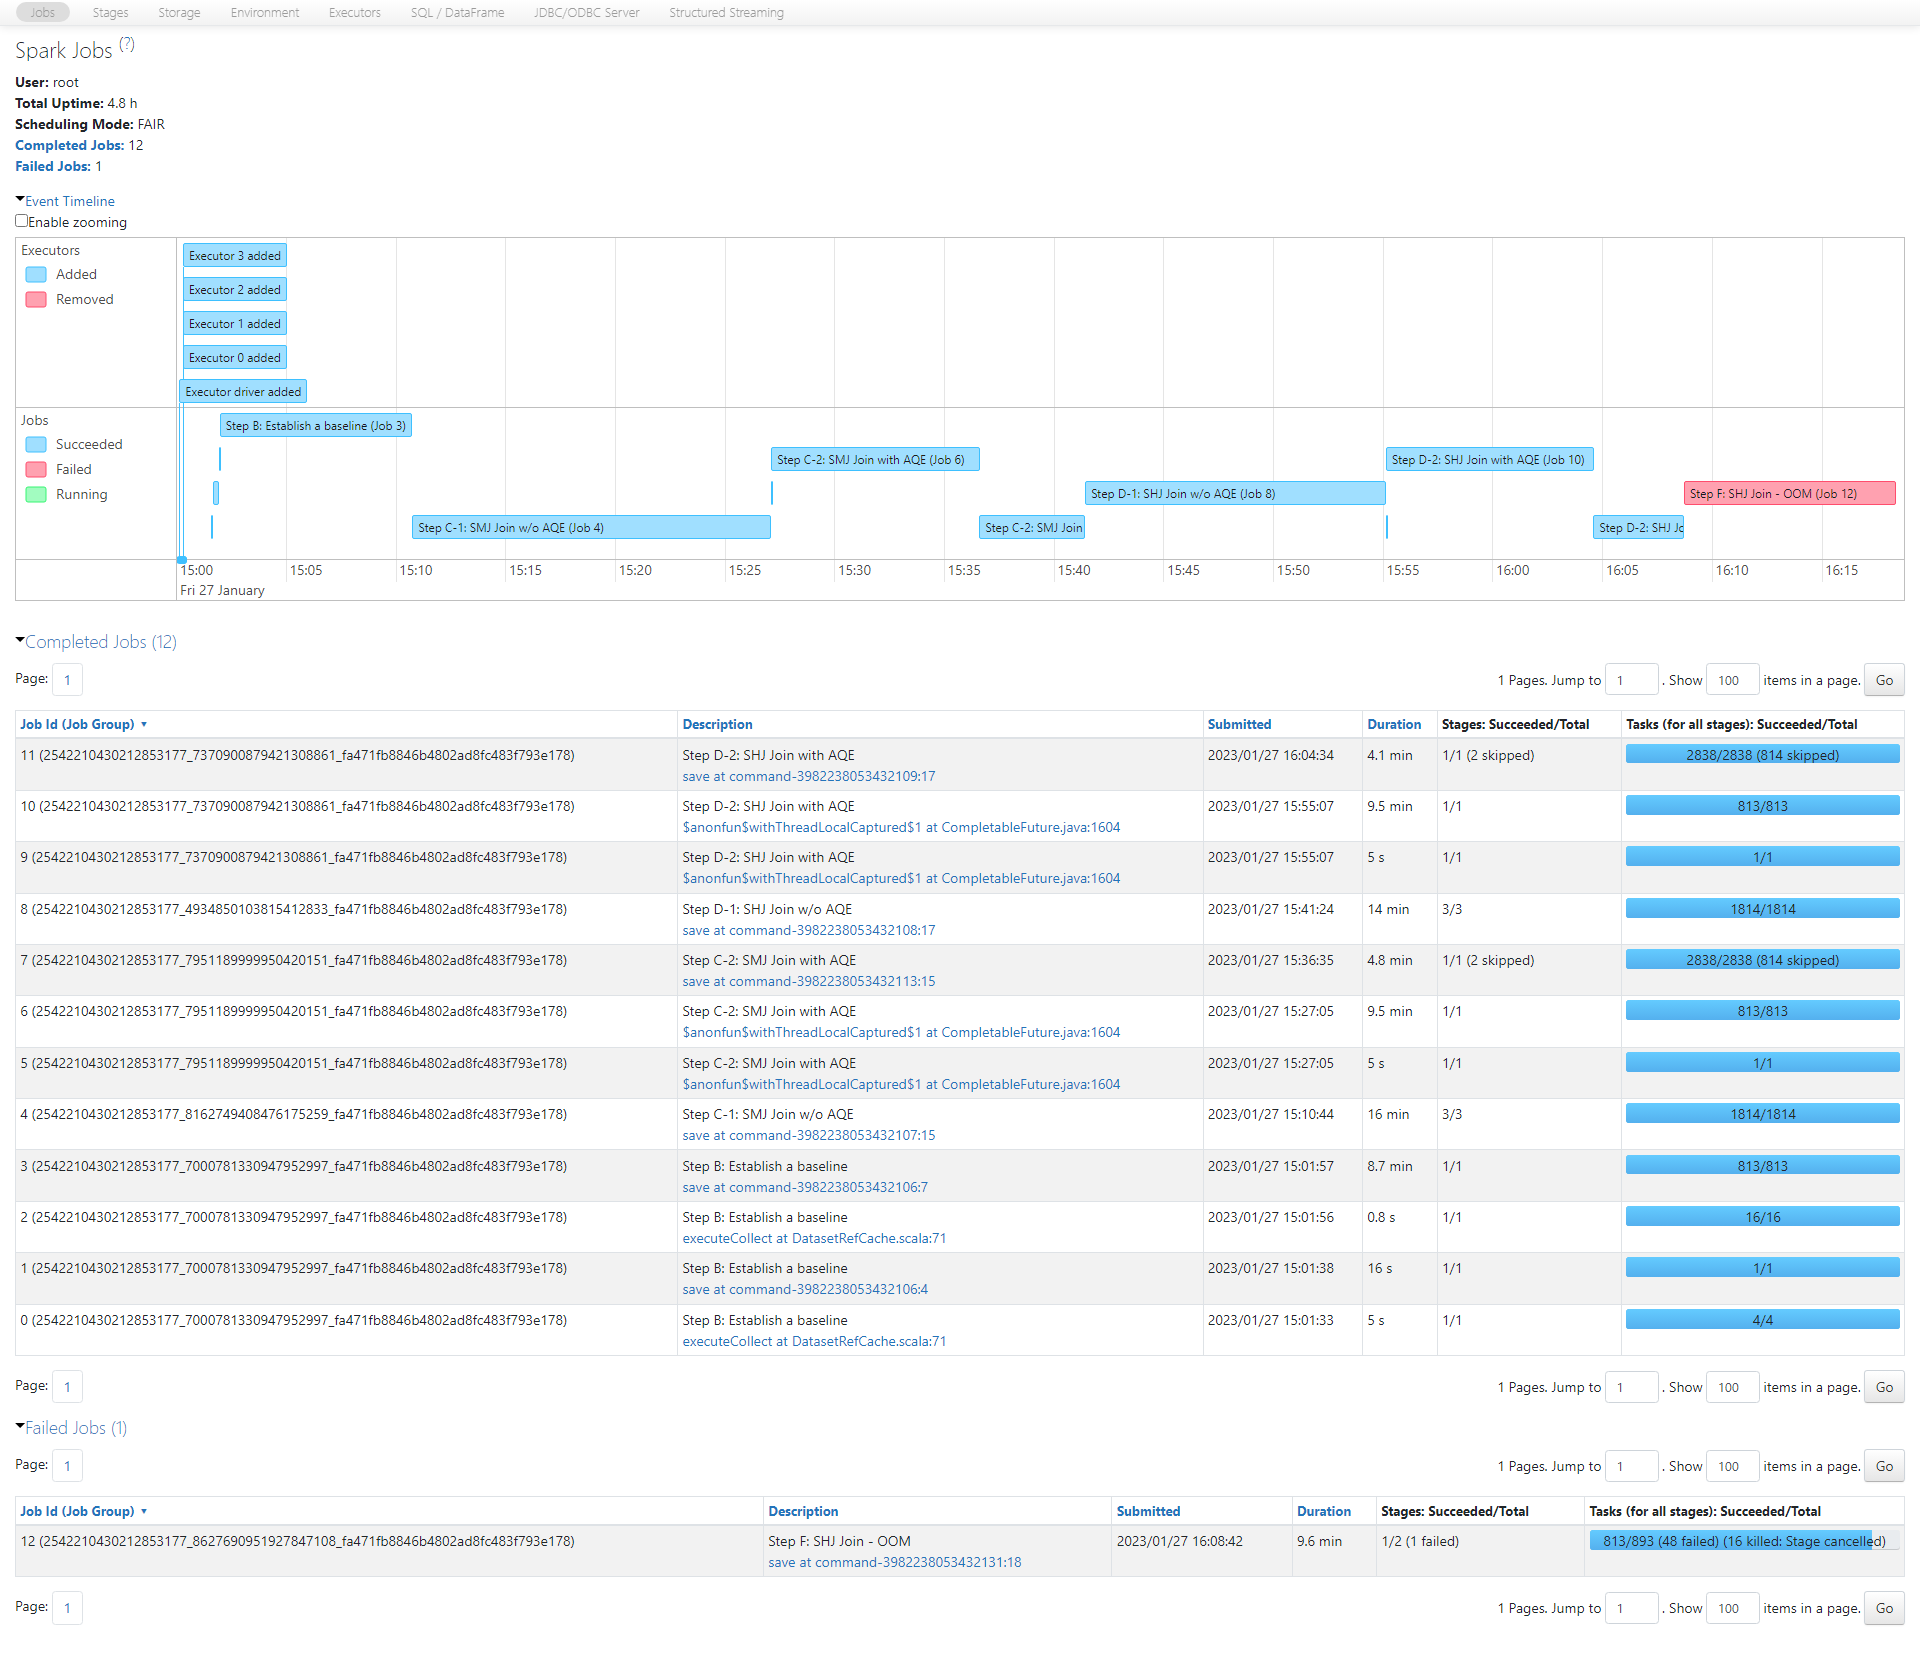 Jobs Stages Storage Environment Executors SQL / DataFrame JDBC/ODBC Server Structured Streaming
Spark Jobs (?)
User: root
Total Uptime: 4.8 h
Scheduling Mode: FAIR
Completed Jobs: 12
Failed Jobs: 1
Event Timeline
Enable zooming
Executors
Added
Removed
Executor 3 added
Executor 2 added
Executor 1 added
Executor 0 added
Executor driver added
Jobs
Succeeded
Failed
Running
Step B: Establish a baseline (Job 3)
Step C-2: SMJ Join with AQE (Job 6)
Step D-2: SHJ Join with AQE (Job 10)
Step D-1: SHJ Join w/o AQE (Job 8)
Step F: SHJ Join - OOM (Job 12)
Step C-1: SMJ Join w/o AQE (Job 4)
Step C-2: SMJ Join
Step D-2: SHJ Jc
15:00 15:05 15:10 15:15 15:20 15:25 15:30 15:35 15:40 15:45 15:50 15:55 16:00 16:05 16:10 16:15
Fri 27 January
Completed Jobs (12)
Page: 1 1 Pages. Jump to 1 . Show 100 items in a page. Go
Job Id (Job Group) ▾ Description Submitted Duration Stages: Succeeded/Total Tasks (for all stages): Succeeded/Total
11 (2542210430212853177_7370900879421308861_fa471fb8846b4802ad8fc483f793e178) Step D-2: SHJ Join with AQE 2023/01/27 16:04:34 4.1 min 1/1 (2 skipped) 2838/2838 (814 skipped)
save at command-3982238053432109:17
10 (2542210430212853177_7370900879421308861_fa471fb8846b4802ad8fc483f793e178) Step D-2: SHJ Join with AQE 2023/01/27 15:55:07 9.5 min 1/1 813/813
$anonfun$withThreadLocalCaptured$1 at CompletableFuture.java:1604
9 (2542210430212853177_7370900879421308861_fa471fb8846b4802ad8fc483f793e178) Step D-2: SHJ Join with AQE 2023/01/27 15:55:07 5 s 1/1 1/1
$anonfun$withThreadLocalCaptured$1 at CompletableFuture.java:1604
8 (2542210430212853177_4934850103815412833_fa471fb8846b4802ad8fc483f793e178) Step D-1: SHJ Join w/o AQE 2023/01/27 15:41:24 14 min 3/3 1814/1814
save at command-3982238053432108:17
7 (2542210430212853177_7951189999950420151_fa471fb8846b4802ad8fc483f793e178) Step C-2: SMJ Join with AQE 2023/01/27 15:36:35 4.8 min 1/1 (2 skipped) 2838/2838 (814 skipped)
save at command-3982238053432113:15
6 (2542210430212853177_7951189999950420151_fa471fb8846b4802ad8fc483f793e178) Step C-2: SMJ Join with AQE 2023/01/27 15:27:05 9.5 min 1/1 813/813
$anonfun$withThreadLocalCaptured$1 at CompletableFuture.java:1604
5 (2542210430212853177_7951189999950420151_fa471fb8846b4802ad8fc483f793e178) Step C-2: SMJ Join with AQE 2023/01/27 15:27:05 5 s 1/1 1/1
$anonfun$withThreadLocalCaptured$1 at CompletableFuture.java:1604
4 (2542210430212853177_8162749408476175259_fa471fb8846b4802ad8fc483f793e178) Step C-1: SMJ Join w/o AQE 2023/01/27 15:10:44 16 min 3/3 1814/1814
save at command-3982238053432107:15
3 (2542210430212853177_7000781330947952997_fa471fb8846b4802ad8fc483f793e178) Step B: Establish a baseline 2023/01/27 15:01:57 8.7 min 1/1 813/813
save at command-3982238053432106:7
2 (2542210430212853177_7000781330947952997_fa471fb8846b4802ad8fc483f793e178) Step B: Establish a baseline 2023/01/27 15:01:56 0.8 s 1/1 16/16
executeCollect at DatasetRefCache.scala:71
1 (2542210430212853177_7000781330947952997_fa471fb8846b4802ad8fc483f793e178) Step B: Establish a baseline 2023/01/27 15:01:38 16 s 1/1 1/1
save at command-3982238053432106:4
0 (2542210430212853177_7000781330947952997_fa471fb8846b4802ad8fc483f793e178) Step B: Establish a baseline 2023/01/27 15:01:33 5 s 1/1 4/4
executeCollect at DatasetRefCache.scala:71
Page: 1 1 Pages. Jump to 1 . Show 100 items in a page. Go
Failed Jobs (1)
Page: 1 1 Pages. Jump to 1 . Show 100 items in a page. Go
Job Id (Job Group) ▾ Description Submitted Duration Stages: Succeeded/Total Tasks (for all stages): Succeeded/Total
12 (2542210430212853177_8627690951927847108_fa471fb8846b4802ad8fc483f793e178) Step F: SHJ Join - OOM 2023/01/27 16:08:42 9.6 min 1/2 (1 failed) 813/893 (48 failed) (16 killed: Stage cancelled)
save at command-3982238053432131:18
Page: 1 1 Pages. Jump to 1 . Show 100 items in a page. Go